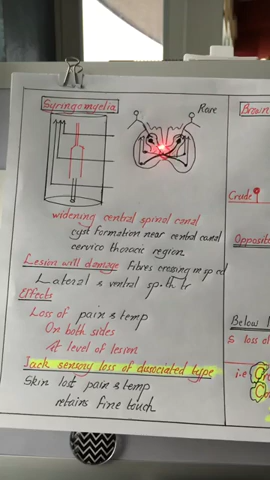 Syringomyelia
Rare
widening central spinal canal
cyst formation near central canal
cervico thoracic region
Lesion will damage Fibres crossing in sp cd
Lateral & ventral sp. th tr
Effects
Loss of pain & temp
On both sides
At level of lesion
Jack sensory loss of dissociated type
Skin lost pain & temp
retains fine touch
Brown
Crude
Opposite
Below
S loss of
i.e